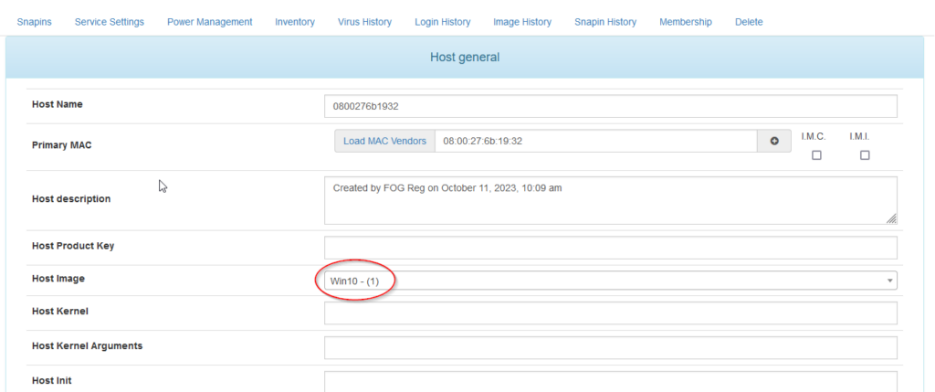 Snapins Service Settings Power Management Inventory Virus History Login History Image History Snapin History Membership Delete
Host general
Host Name 0800276b1932
Primary MAC Load MAC Vendors 08:00:27:6b:19:32 I.M.C. I.M.I.
Host description Created by FOG Reg on October 11, 2023, 10:09 am
Host Product Key
Host Image Win10 - (1)
Host Kernel
Host Kernel Arguments
Host Init